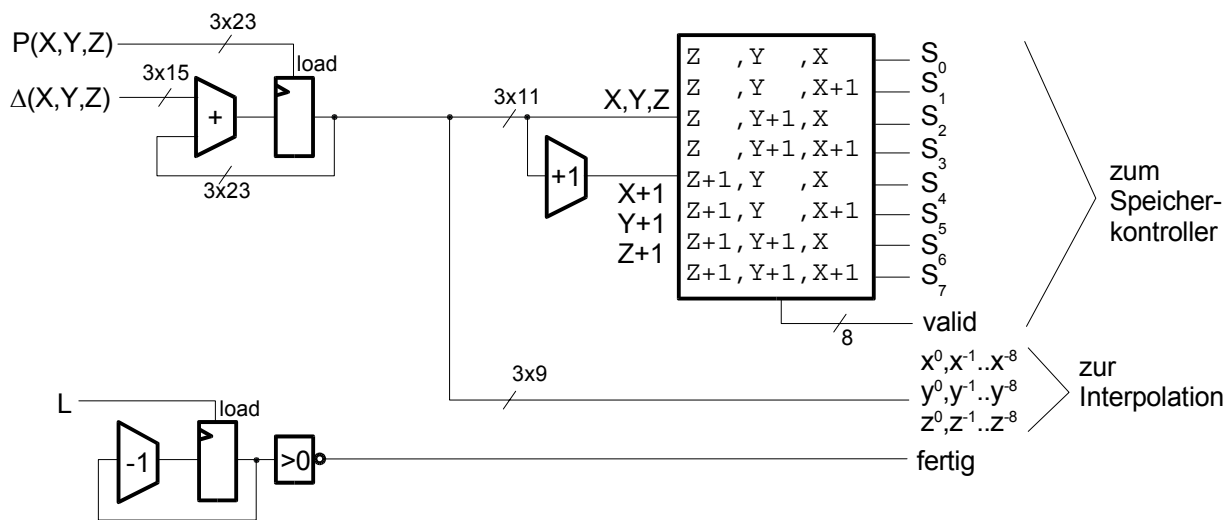 P(X,Y,Z)
3x23
load
3x15
Δ(X,Y,Z)
+
3x23
3x11
X,Y,Z
+1
X+1
Y+1
Z+1
Z ,Y ,X
Z ,Y ,X+1
Z ,Y+1,X
Z ,Y+1,X+1
Z+1,Y ,X
Z+1,Y ,X+1
Z+1,Y+1,X
Z+1,Y+1,X+1
S₀
S₁
S₂
S₃
S₄
S₅
S₆
S₇
zum
Speicher-
kontroller
8
valid
3x9
x⁰,x⁻¹..x⁻⁸
y⁰,y⁻¹..y⁻⁸
z⁰,z⁻¹..z⁻⁸
zur
Interpolation
L
load
-1
>0
fertig